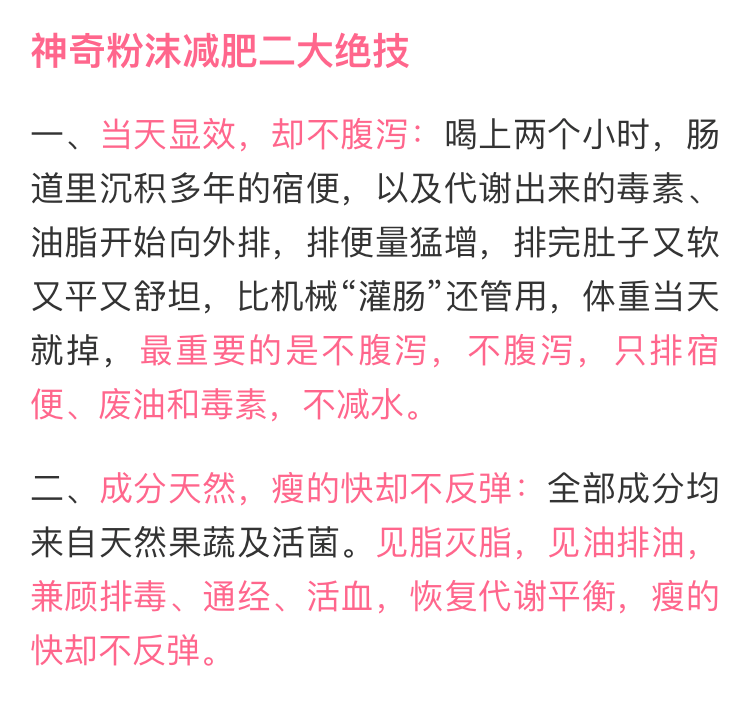 神奇粉沫减肥二大绝技
一、当天显效，却不腹泻：喝上两个小时，肠
道里沉积多年的宿便，以及代谢出来的毒素、
油脂开始向外排，排便量猛增，排完肚子又软
又平又舒坦，比机械“灌肠”还管用，体重当天
就掉，最重要的是不腹泻，不腹泻，只排宿
便、废油和毒素，不减水。
二、成分天然，瘦的快却不反弹：全部成分均
来自天然果蔬及活菌。见脂灭脂，见油排油，
兼顾排毒、通经、活血，恢复代谢平衡，瘦的
快却不反弹。